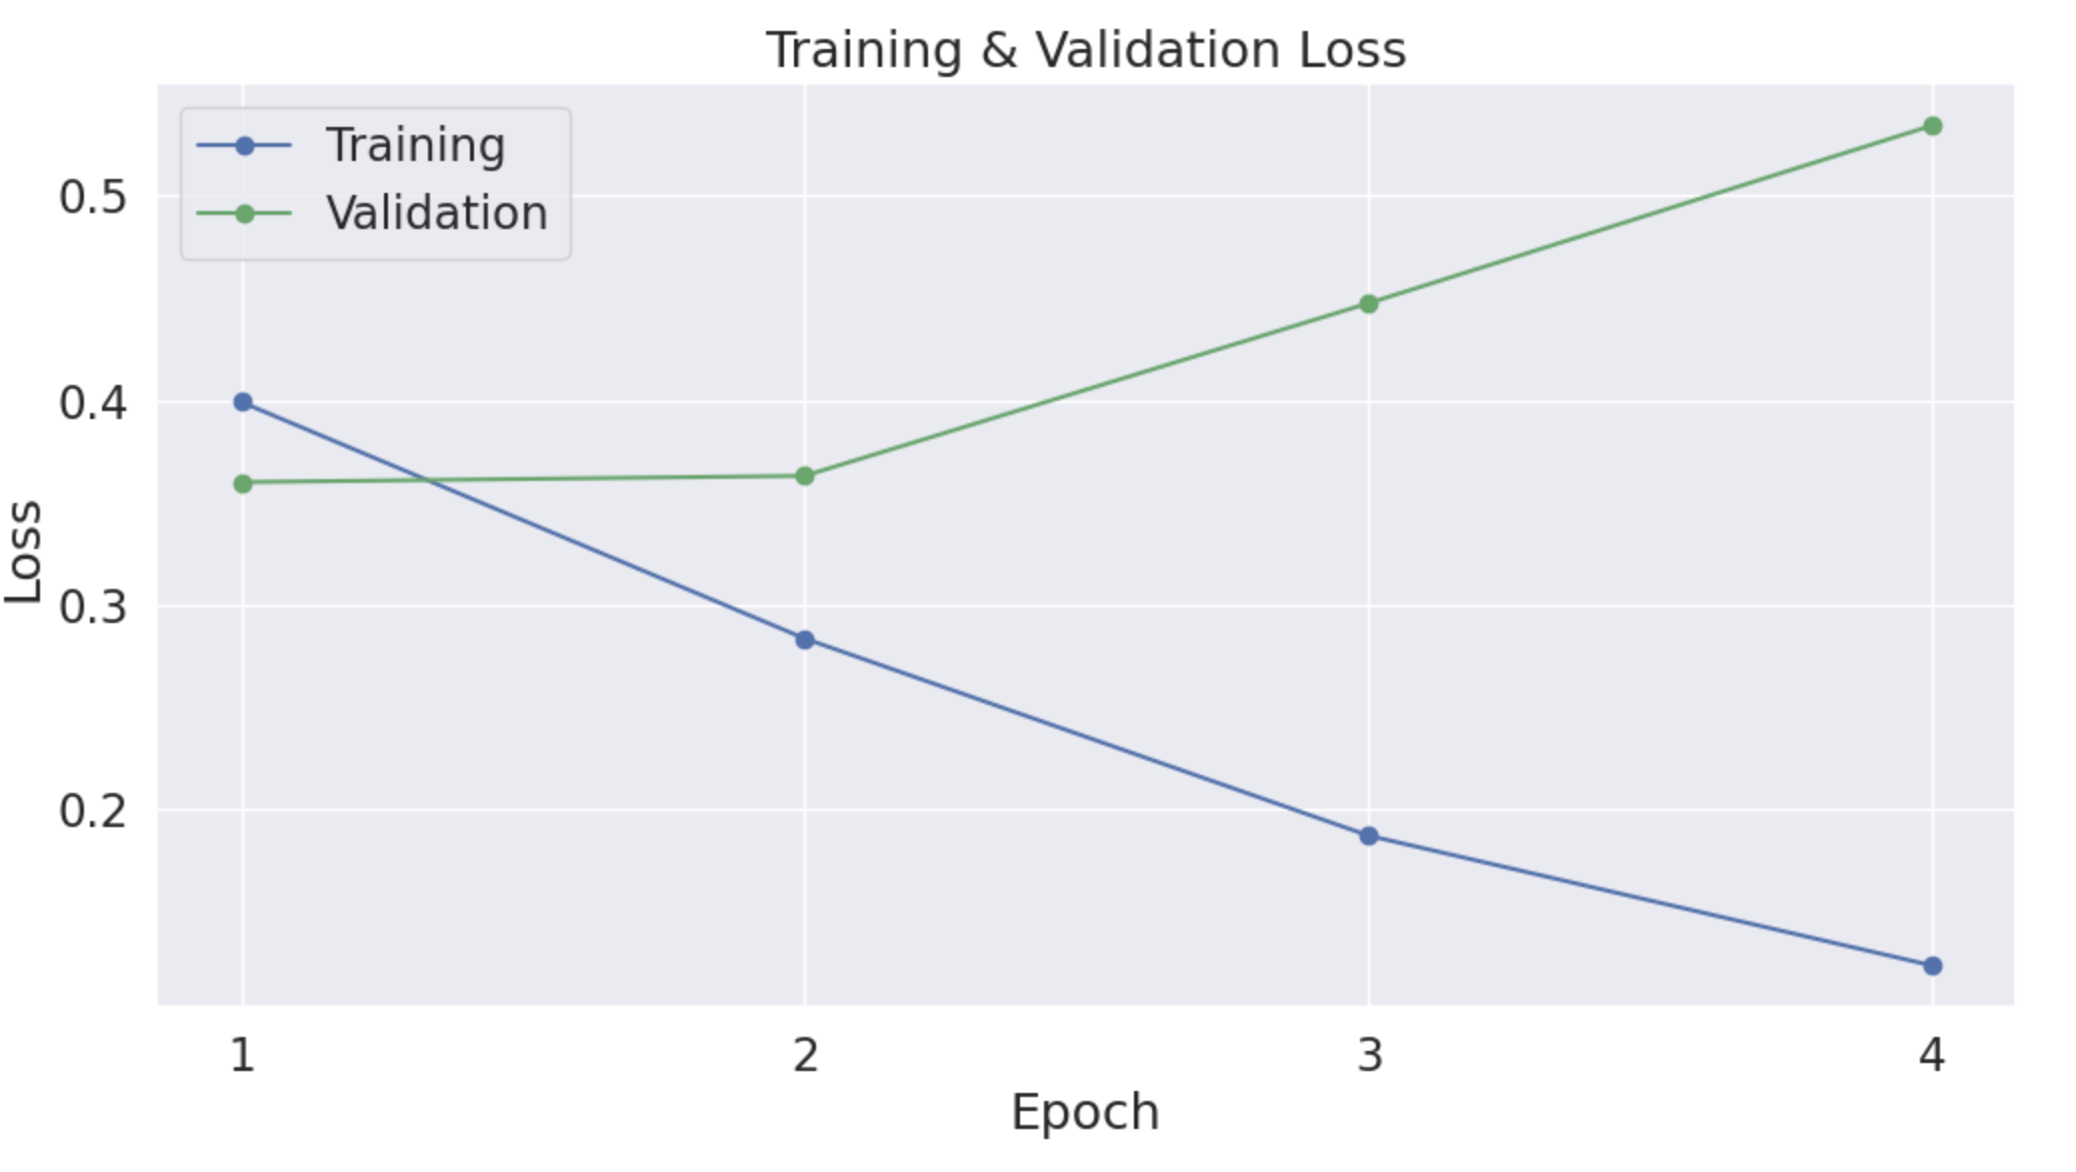 Training & Validation Loss
Training
Validation
0.5
0.4
0.3
0.2
Loss
1 2 3 4
Epoch